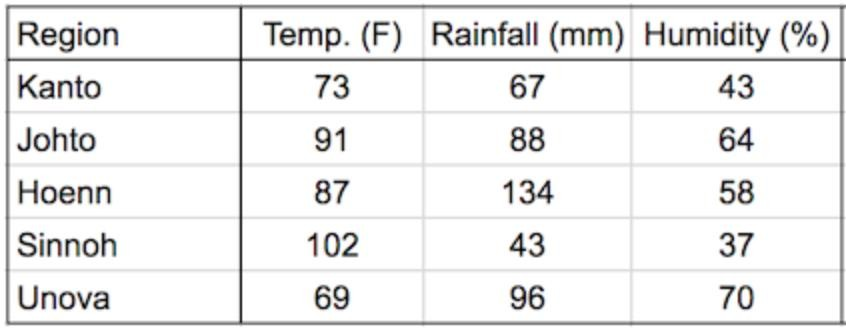 Region Temp. (F) Rainfall (mm) Humidity (%)
Kanto 73 67 43
Johto 91 88 64
Hoenn 87 134 58
Sinnoh 102 43 37
Unova 69 96 70